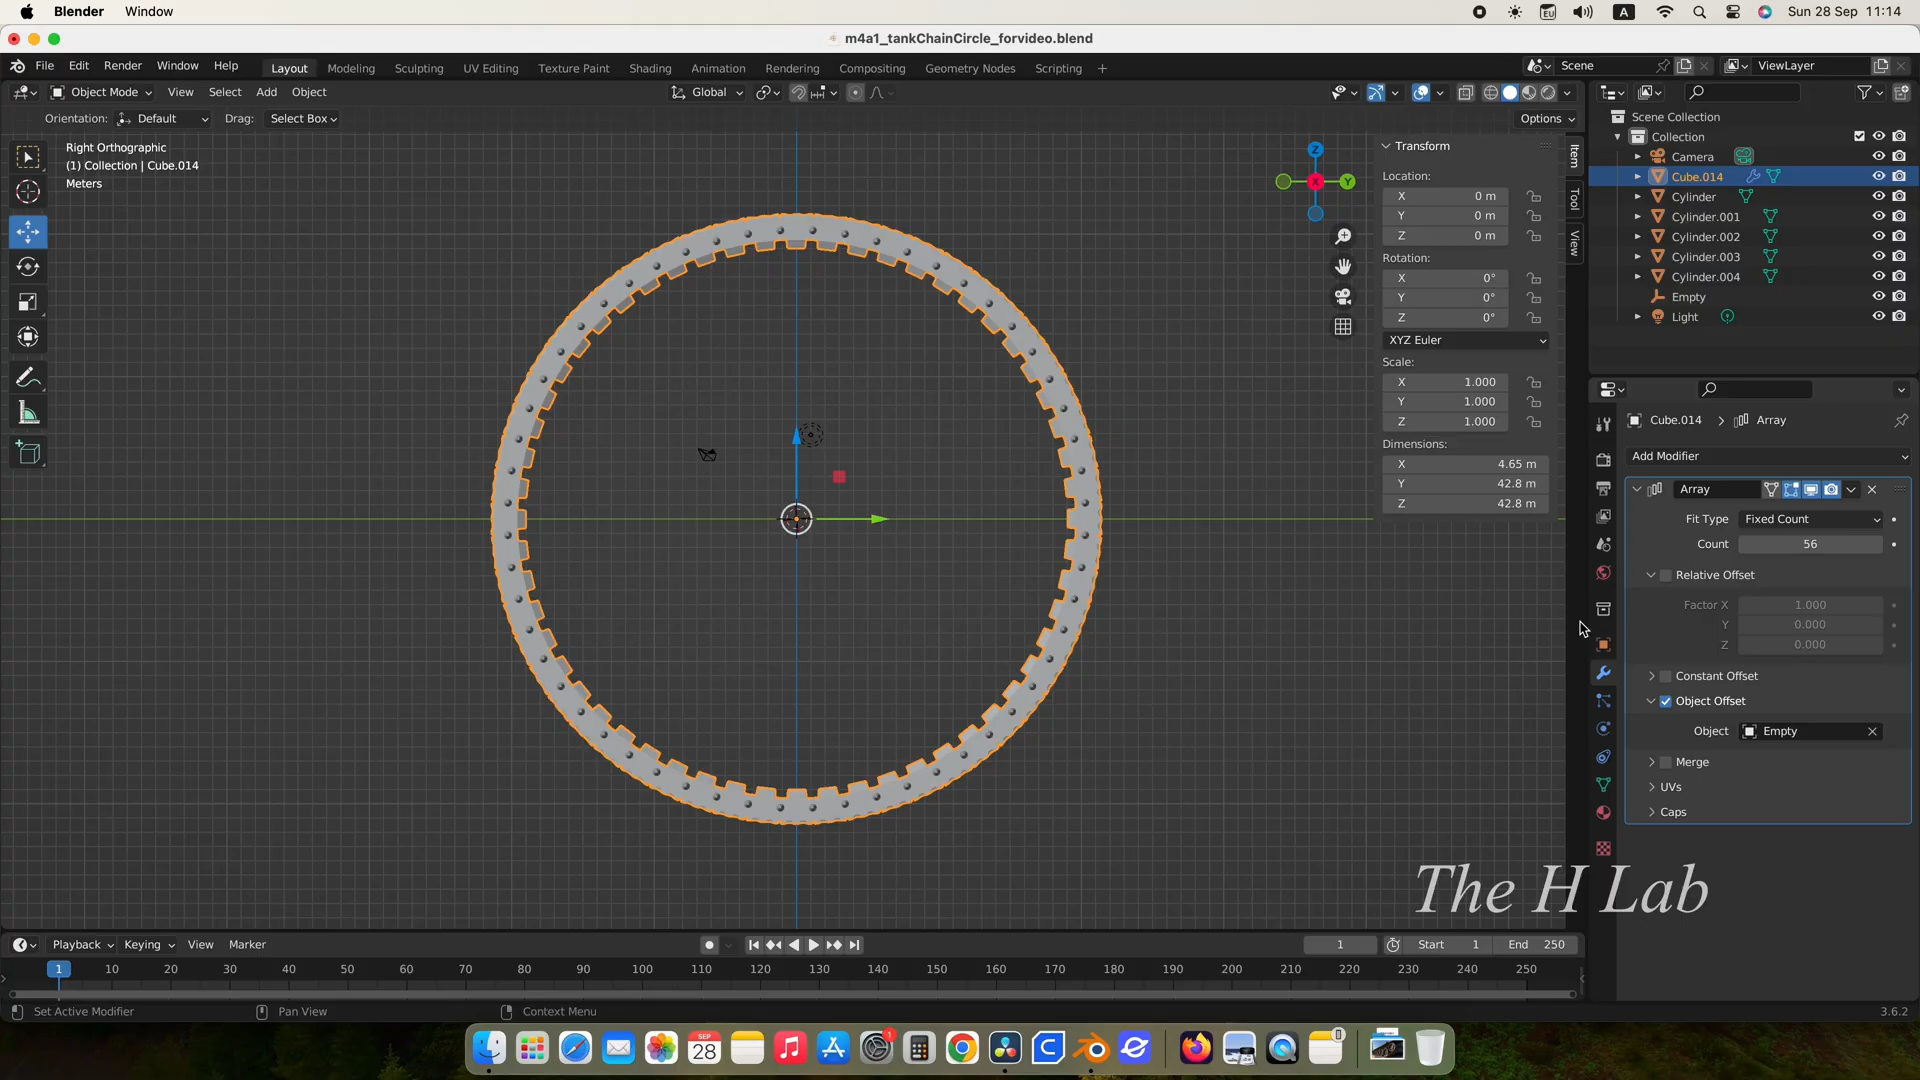 Blender Window
Sun 28 Sep 11:14
m4a1_tankChainCircle_forvideo.blend
File Edit Render Window Help
Layout Modeling Sculpting UV Editing Texture Paint Shading Animation Rendering Compositing Geometry Nodes Scripting +
Scene
ViewLayer
Object Mode View Select Add Object
Global
Orientation: Default Drag: Select Box
Options
Right Orthographic
(1) Collection | Cube.014
Meters
Z
X
Y
Transform
Location:
X 0 m
Y 0 m
Z 0 m
Rotation:
X 0°
Y 0°
Z 0°
XYZ Euler
Scale:
X 1.000
Y 1.000
Z 1.000
Dimensions:
X 4.65 m
Y 42.8 m
Z 42.8 m
Item
Tool
View
Scene Collection
Collection
Camera
Cube.014
Cylinder
Cylinder.001
Cylinder.002
Cylinder.003
Cylinder.004
Empty
Light
Cube.014 > Array
Add Modifier
Array
Fit Type Fixed Count
Count 56
Relative Offset
Factor X 1.000
Y 0.000
Z 0.000
Constant Offset
Object Offset
Object Empty
Merge
UVs
Caps
The H Lab
Playback Keying View Marker
1 Start 1 End 250
1 10 20 30 40 50 60 70 80 90 100 110 120 130 140 150 160 170 180 190 200 210 220 230 240 250
Set Active Modifier Pan View Context Menu
3.6.2
SEP
28
1